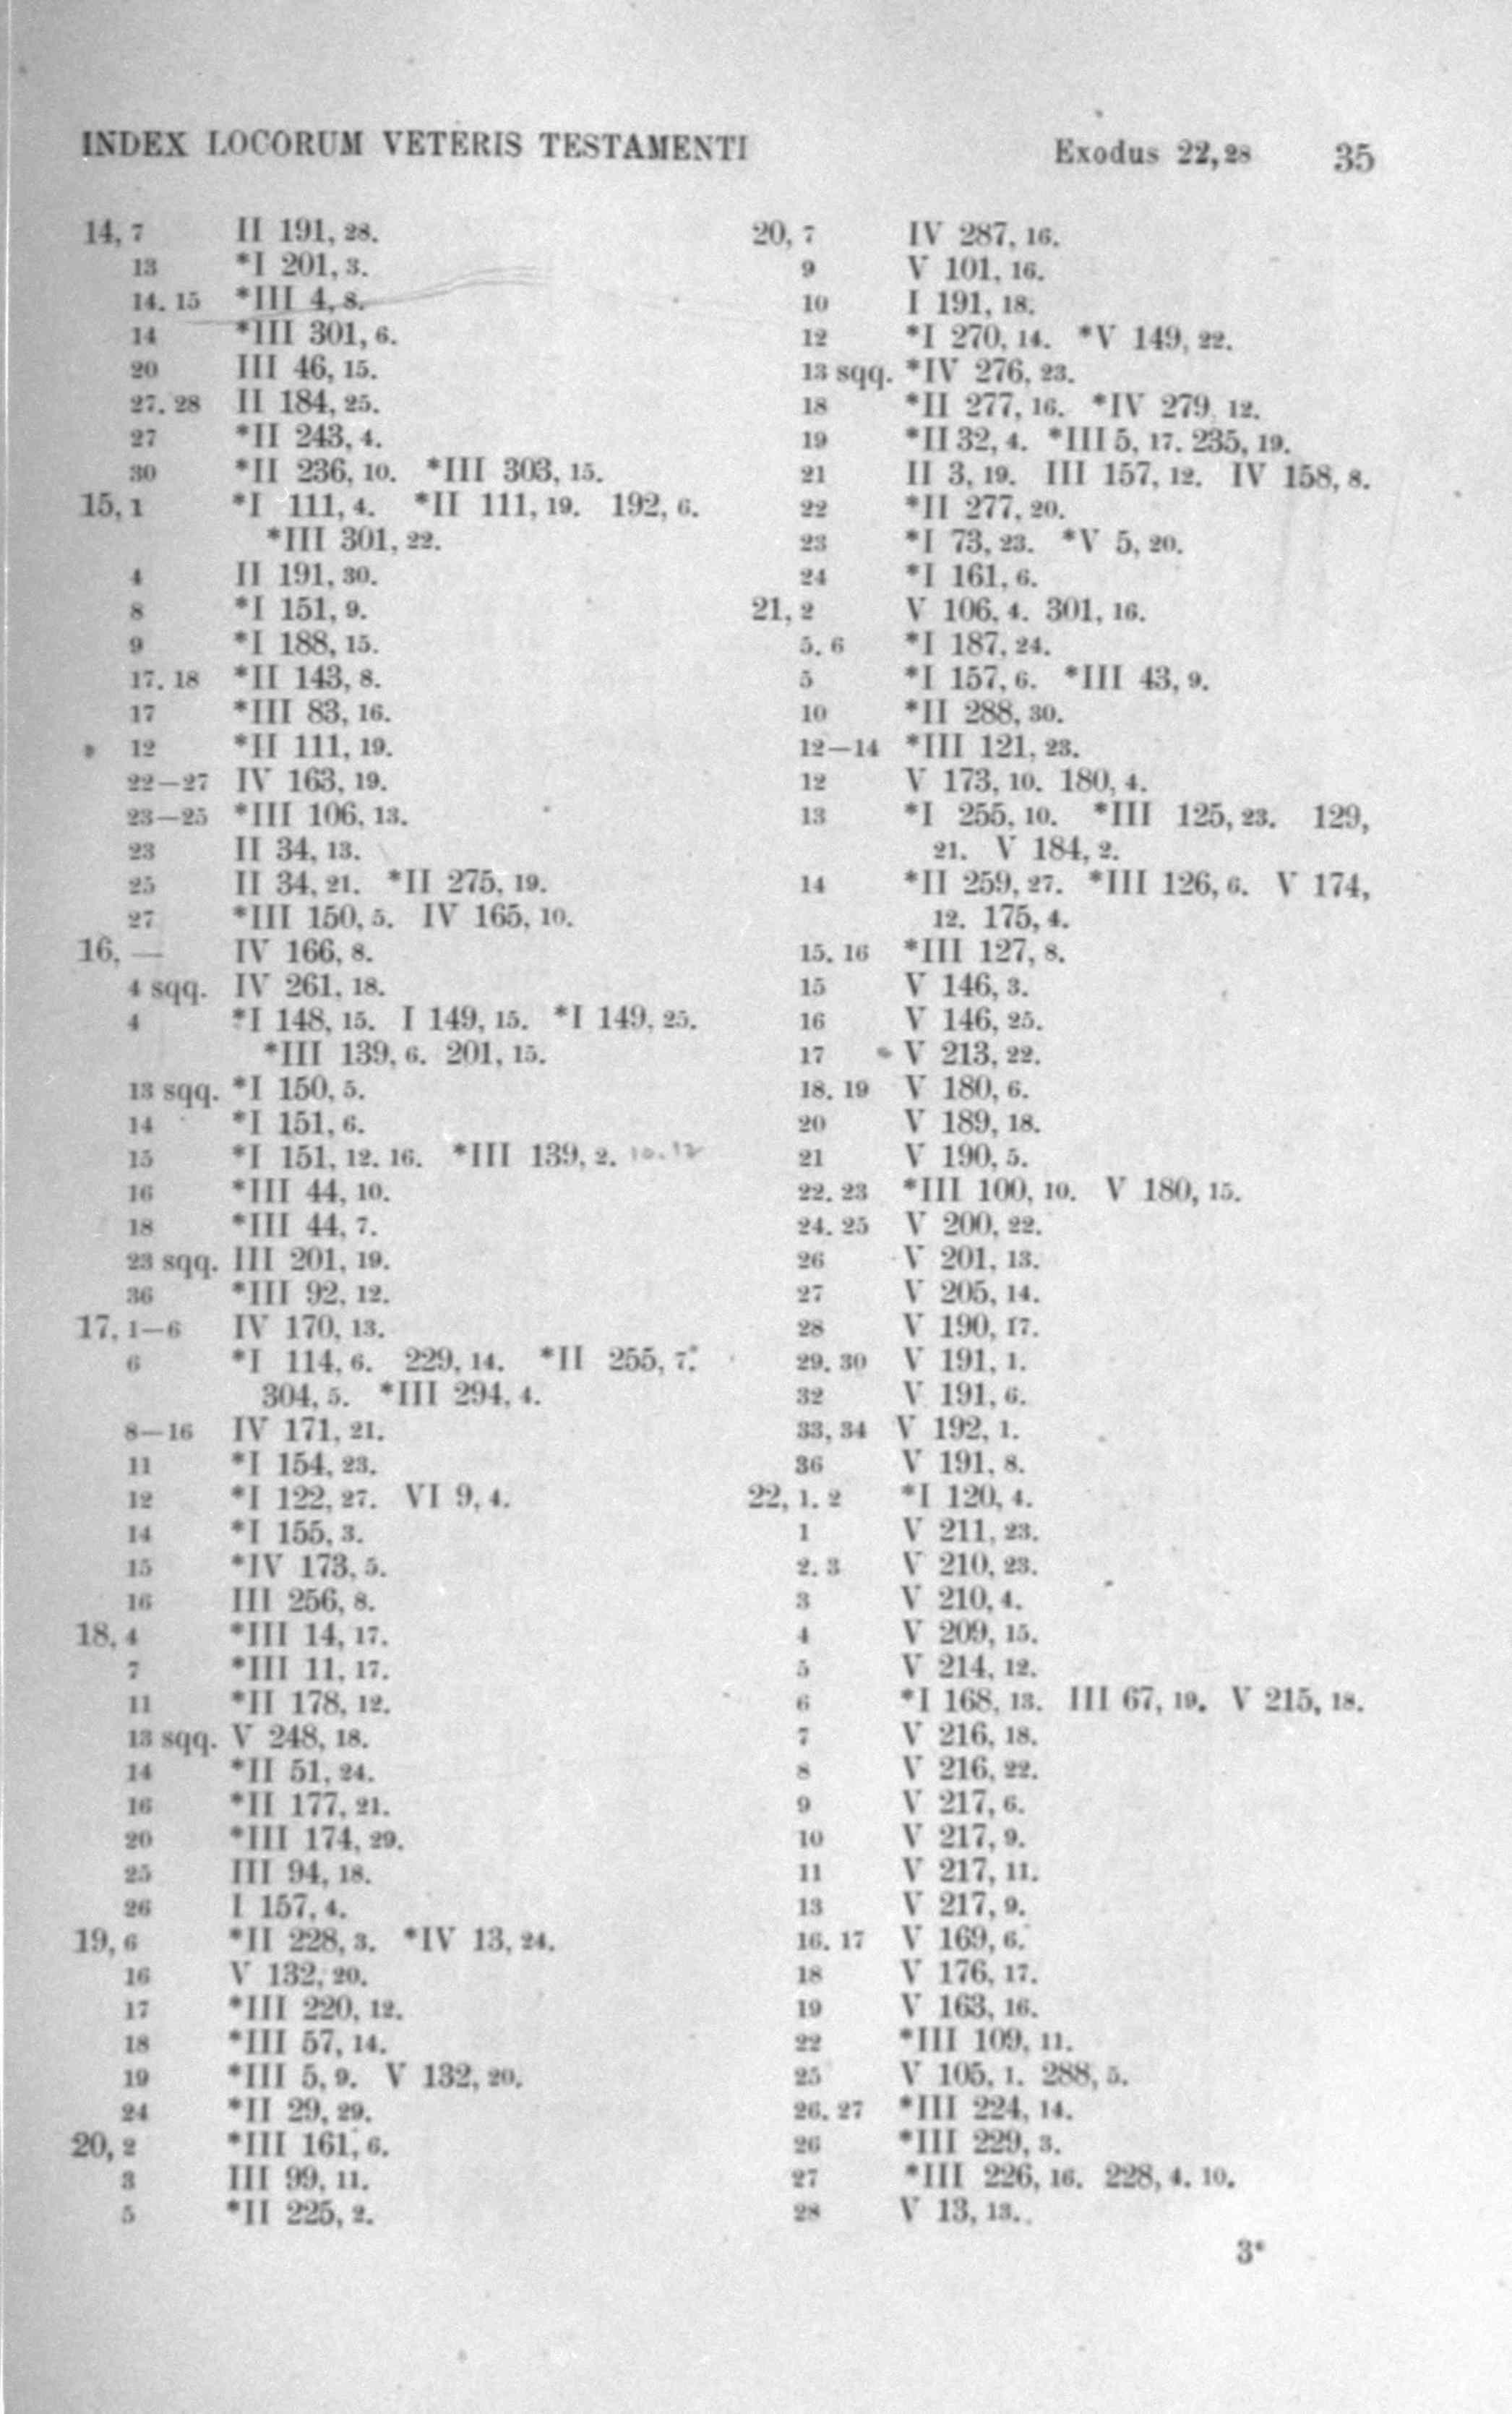 INDEX LOCORUM VETERIS TESTAMENTI Exodus 22,28 35
14, 7 II 191, 28.
13 *I 201, 3.
14. 15 *III 4, 8.
14 *III 301, 6.
20 III 46, 15.
27. 28 II 184, 25.
27 *II 243, 4.
30 *II 236, 10. *III 303, 15.
15, 1 *I 111, 4. *II 111, 19. 192, 6.
*III 301, 22.
4 II 191, 30.
8 *I 151, 9.
9 *I 188, 15.
17. 18 *II 143, 8.
17 *III 83, 16.
12 *II 111, 19.
22—27 IV 163, 19.
23—25 *III 106, 13.
23 II 34, 13.
25 II 34, 21. *II 275, 19.
27 *III 150, 5. IV 165, 10.
16, — IV 166, 8.
4 sqq. IV 261, 18.
4 *I 148, 15. I 149, 15. *I 149, 25.
*III 139, 6. 201, 15.
13 sqq. *I 150, 5.
14 *I 151, 6.
15 *I 151, 12. 16. *III 139, 2. 10. 12
16 *III 44, 10.
18 *III 44, 7.
23 sqq. III 201, 19.
36 *III 92, 12.
17, 1—6 IV 170, 13.
6 *I 114, 6. 229, 14. *II 255, 7.
304, 5. *III 294, 4.
8—16 IV 171, 21.
11 *I 154, 23.
12 *I 122, 27. VI 9, 4.
14 *I 155, 3.
15 *IV 173, 5.
16 III 256, 8.
18, 4 *III 14, 17.
7 *III 11, 17.
11 *II 178, 12.
13 sqq. V 248, 18.
14 *II 51, 24.
16 *II 177, 21.
20 *III 174, 29.
25 III 94, 18.
26 I 157, 4.
19, 6 *II 228, 3. *IV 13, 24.
16 V 132, 20.
17 *III 220, 12.
18 *III 57, 14.
19 *III 5, 9. V 132, 20.
24 *II 29, 29.
20, 2 *III 161, 6.
3 III 99, 11.
5 *II 225, 2.
20, 7 IV 287, 16.
9 V 101, 16.
10 I 191, 18.
12 *I 270, 14. *V 149, 22.
13 sqq. *IV 276, 23.
18 *II 277, 16. *IV 279, 12.
19 *II 32, 4. *III 5, 17. 235, 19.
21 II 3, 19. III 157, 12. IV 158, 8.
22 *II 277, 20.
23 *I 73, 23. *V 5, 20.
24 *I 161, 6.
21, 2 V 106, 4. 301, 16.
5. 6 *I 187, 24.
5 *I 157, 6. *III 43, 9.
10 *II 288, 30.
12—14 *III 121, 23.
12 V 173, 10. 180, 4.
13 *I 255, 10. *III 125, 23. 129,
21. V 184, 2.
14 *II 259, 27. *III 126, 6. V 174,
12. 175, 4.
15. 16 *III 127, 8.
15 V 146, 3.
16 V 146, 25.
17 V 213, 22.
18. 19 V 180, 6.
20 V 189, 18.
21 V 190, 5.
22. 23 *III 100, 10. V 180, 15.
24. 25 V 200, 22.
26 V 201, 13.
27 V 205, 14.
28 V 190, 17.
29. 30 V 191, 1.
32 V 191, 6.
33, 34 V 192, 1.
36 V 191, 8.
22, 1. 2 *I 120, 4.
1 V 211, 23.
2. 3 V 210, 23.
3 V 210, 4.
4 V 209, 15.
5 V 214, 12.
6 *I 168, 13. III 67, 19. V 215, 18.
7 V 216, 18.
8 V 216, 22.
9 V 217, 6.
10 V 217, 9.
11 V 217, 11.
13 V 217, 9.
16. 17 V 169, 6.
18 V 176, 17.
19 V 163, 16.
22 *III 109, 11.
25 V 105, 1. 288, 5.
26. 27 *III 224, 14.
26 *III 229, 3.
27 *III 226, 16. 228, 4. 10.
28 V 13, 13.
3*